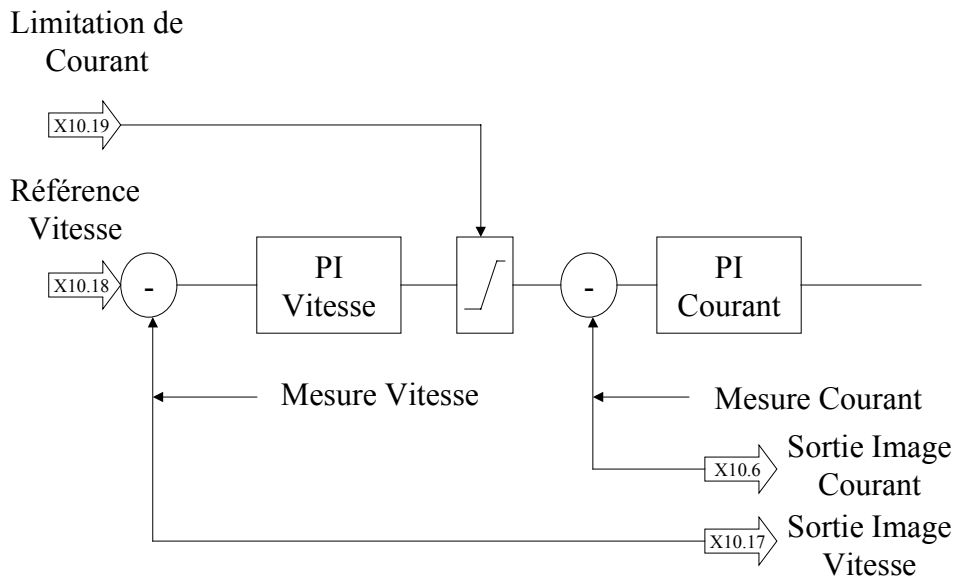 Limitation de
Courant
X10.19
Référence
Vitesse
X10.18
-
PI
Vitesse
-
PI
Courant
Mesure Vitesse
Mesure Courant
X10.6
Sortie Image
Courant
X10.17
Sortie Image
Vitesse